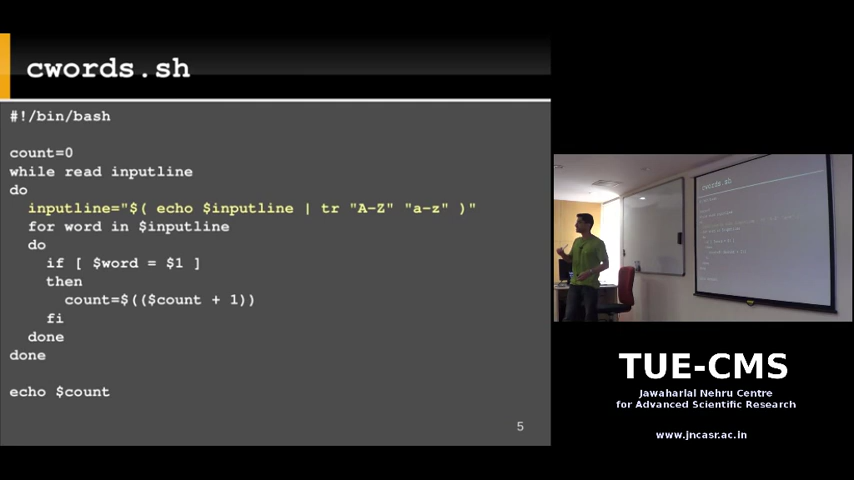 cwords.sh
#!/bin/bash
count=0
while read inputline
do
inputline="$( echo $inputline | tr "A-Z" "a-z" )"
for word in $inputline
do
if [ $word = $1 ]
then
count=$(($count + 1))
fi
done
done
echo $count
5
cwords.sh
TUE-CMS
Jawaharlal Nehru Centre
for Advanced Scientific Research
www.jncasr.ac.in